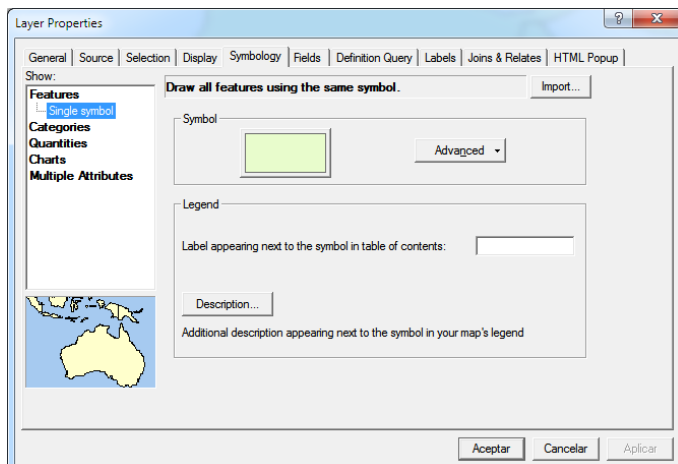 Layer Properties
General Source Selection Display Symbology Fields Definition Query Labels Joins & Relates HTML Popup
Show:
Features
Single symbol
Categories
Quantities
Charts
Multiple Attributes
Draw all features using the same symbol.
Import...
Symbol
Advanced
Legend
Label appearing next to the symbol in table of contents:
Description...
Additional description appearing next to the symbol in your map's legend
Aceptar Cancelar Aplicar